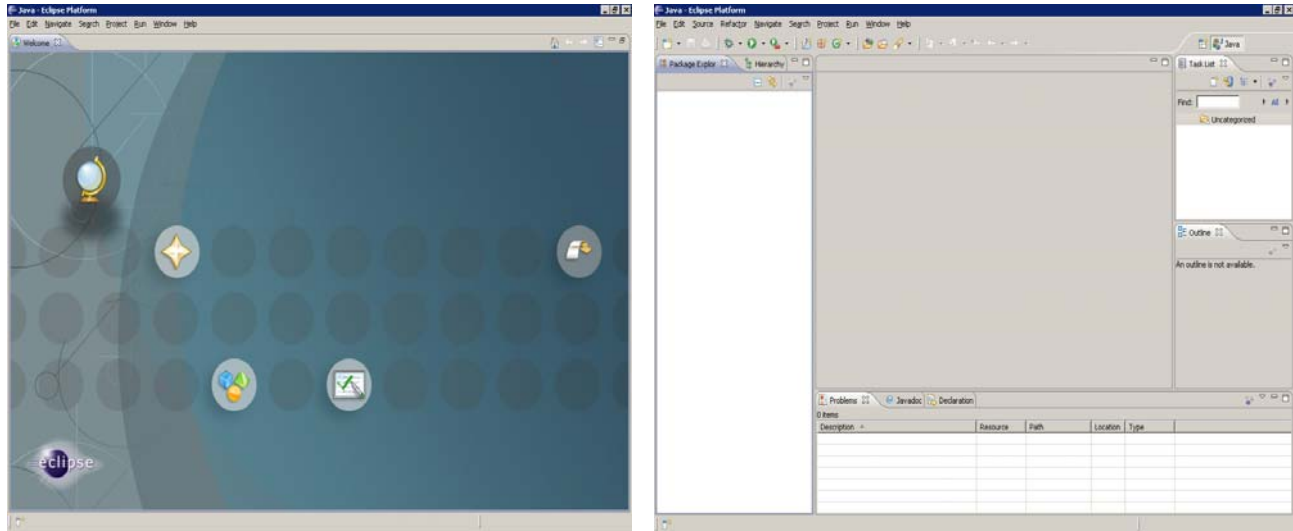 Java - Eclipse Platform
File Edit Navigate Search Project Run Window Help
Welcome
eclipse
Java - Eclipse Platform
File Edit Source Refactor Navigate Search Project Run Window Help
Java
Package Explor Hierarchy
Task List
Find: All
Uncategorized
Outline
An outline is not available.
Problems Javadoc Declaration
0 items
Description Resource Path Location Type